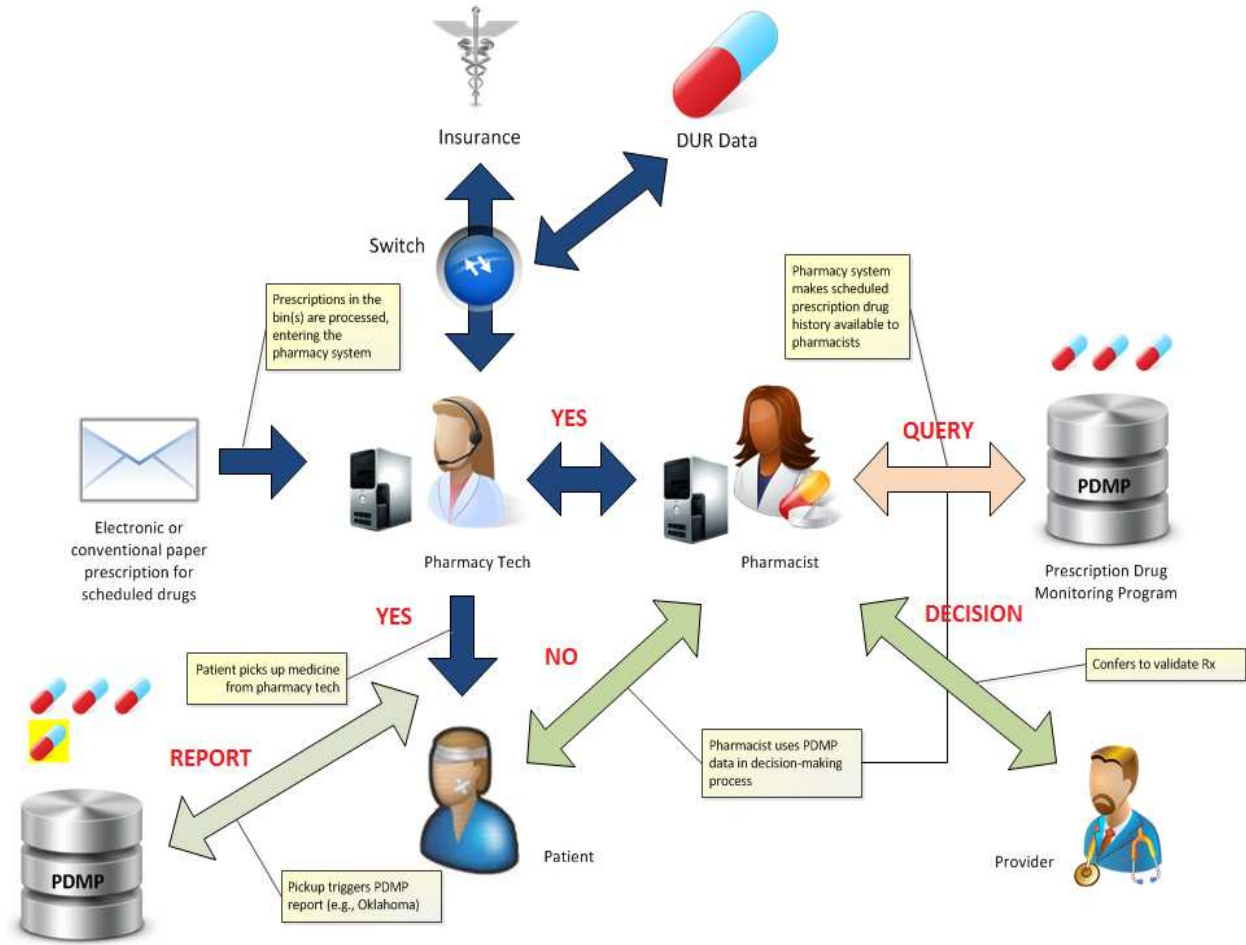 Insurance
DUR Data
Switch
Prescriptions in the
bin(s) are processed,
entering the
pharmacy system
Pharmacy system
makes scheduled
prescription drug
history available to
pharmacists
YES
QUERY
PDMP
Electronic or
conventional paper
prescription for
scheduled drugs
Pharmacy Tech
Pharmacist
Prescription Drug
Monitoring Program
YES
NO
DECISION
Patient picks up medicine
from pharmacy tech
Confers to validate Rx
REPORT
Pharmacist uses PDMP
data in decision-making
process
Patient
Provider
PDMP
Pickup triggers PDMP
report (e.g., Oklahoma)